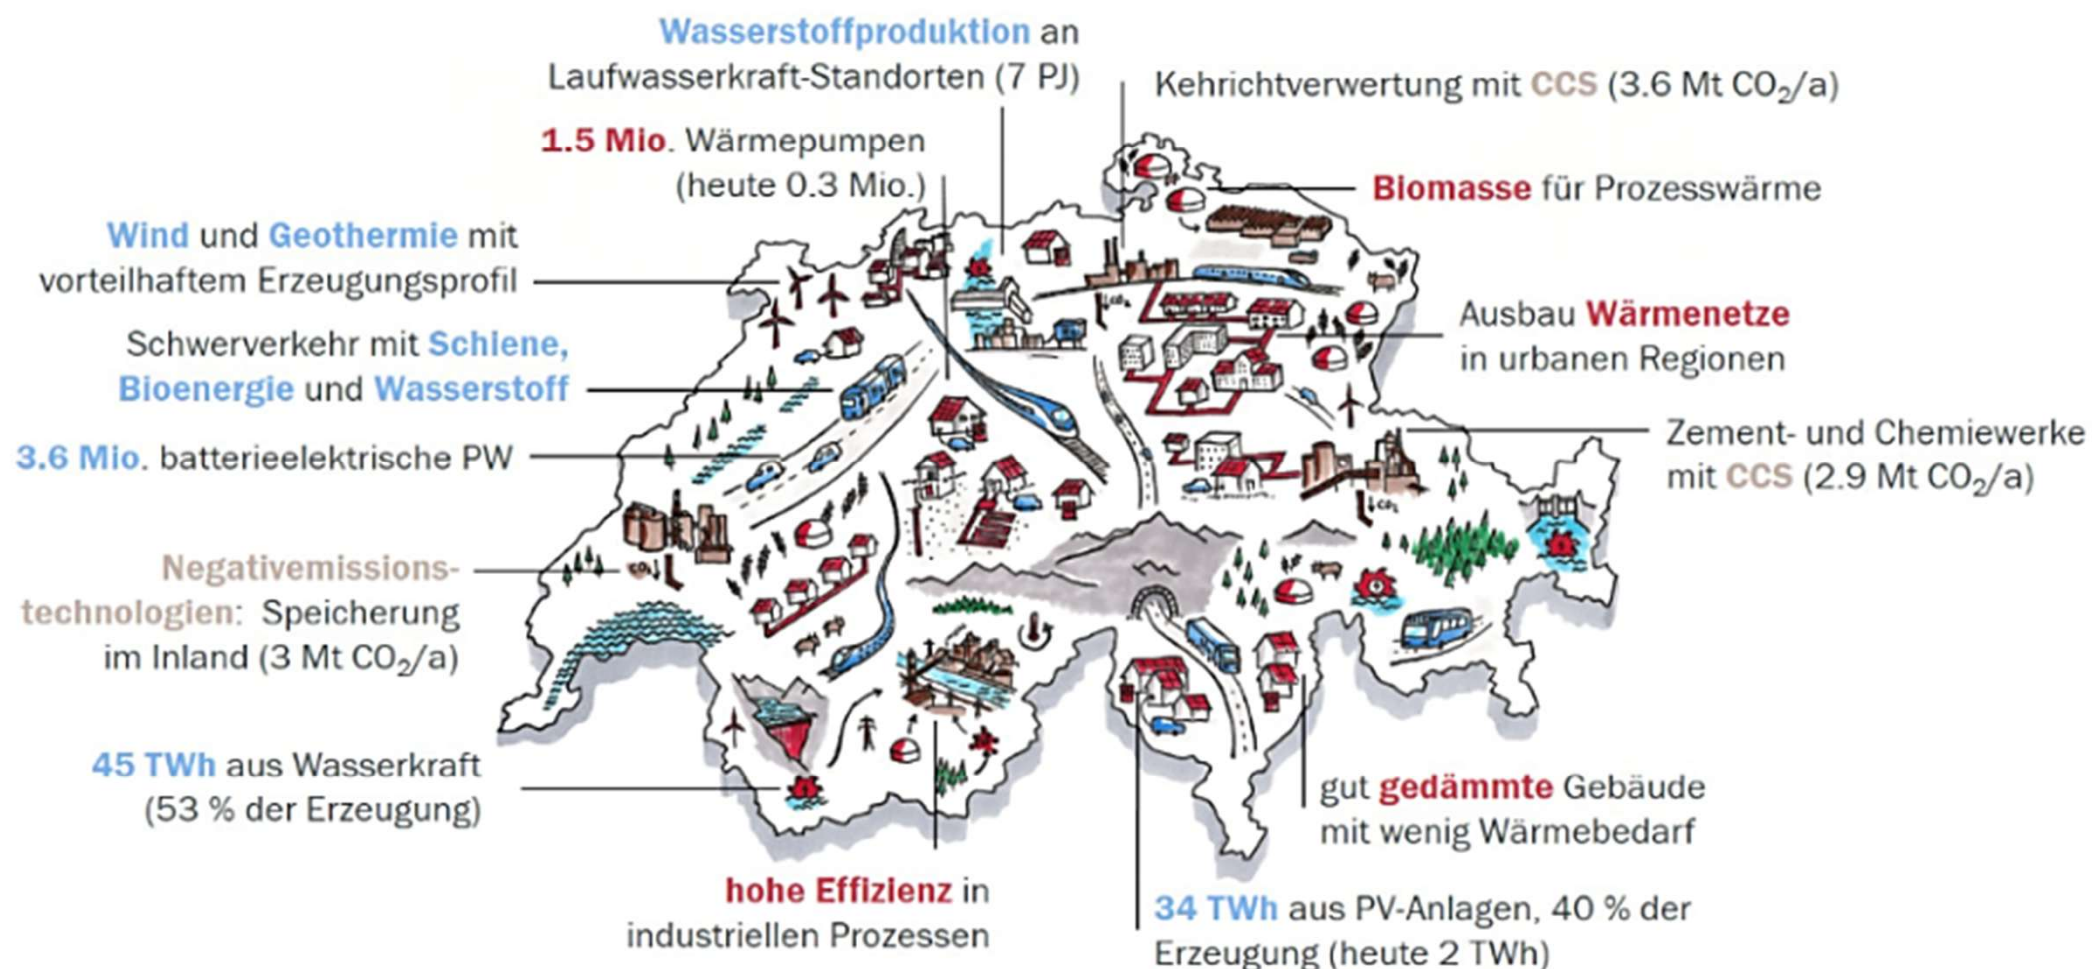 Wasserstoffproduktion an
Laufwasserkraft-Standorten (7 PJ)
Kehrichtverwertung mit CCS (3.6 Mt CO₂/a)
1.5 Mio. Wärmepumpen
(heute 0.3 Mio.)
Biomasse für Prozesswärme
Wind und Geothermie mit
vorteilhaftem Erzeugungsprofil
Ausbau Wärmenetze
in urbanen Regionen
Schwerverkehr mit Schiene,
Bioenergie und Wasserstoff
3.6 Mio. batterieelektrische PW
Zement- und Chemiewerke
mit CCS (2.9 Mt CO₂/a)
Negativemissions-
technologien: Speicherung
im Inland (3 Mt CO₂/a)
45 TWh aus Wasserkraft
(53 % der Erzeugung)
gut gedämmte Gebäude
mit wenig Wärmebedarf
hohe Effizienz in
industriellen Prozessen
34 TWh aus PV-Anlagen, 40 % der
Erzeugung (heute 2 TWh)
CO₂
CO₂
CO₂